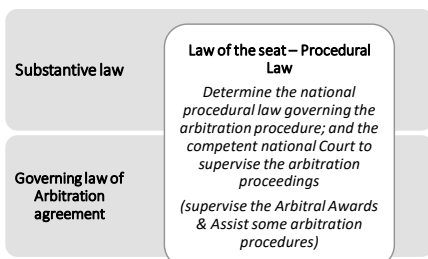 Substantive law
Governing law of
Arbitration
agreement
Law of the seat – Procedural
Law
Determine the national
procedural law governing the
arbitration procedure; and the
competent national Court to
supervise the arbitration
proceedings
(supervise the Arbitral Awards
& Assist some arbitration
procedures)